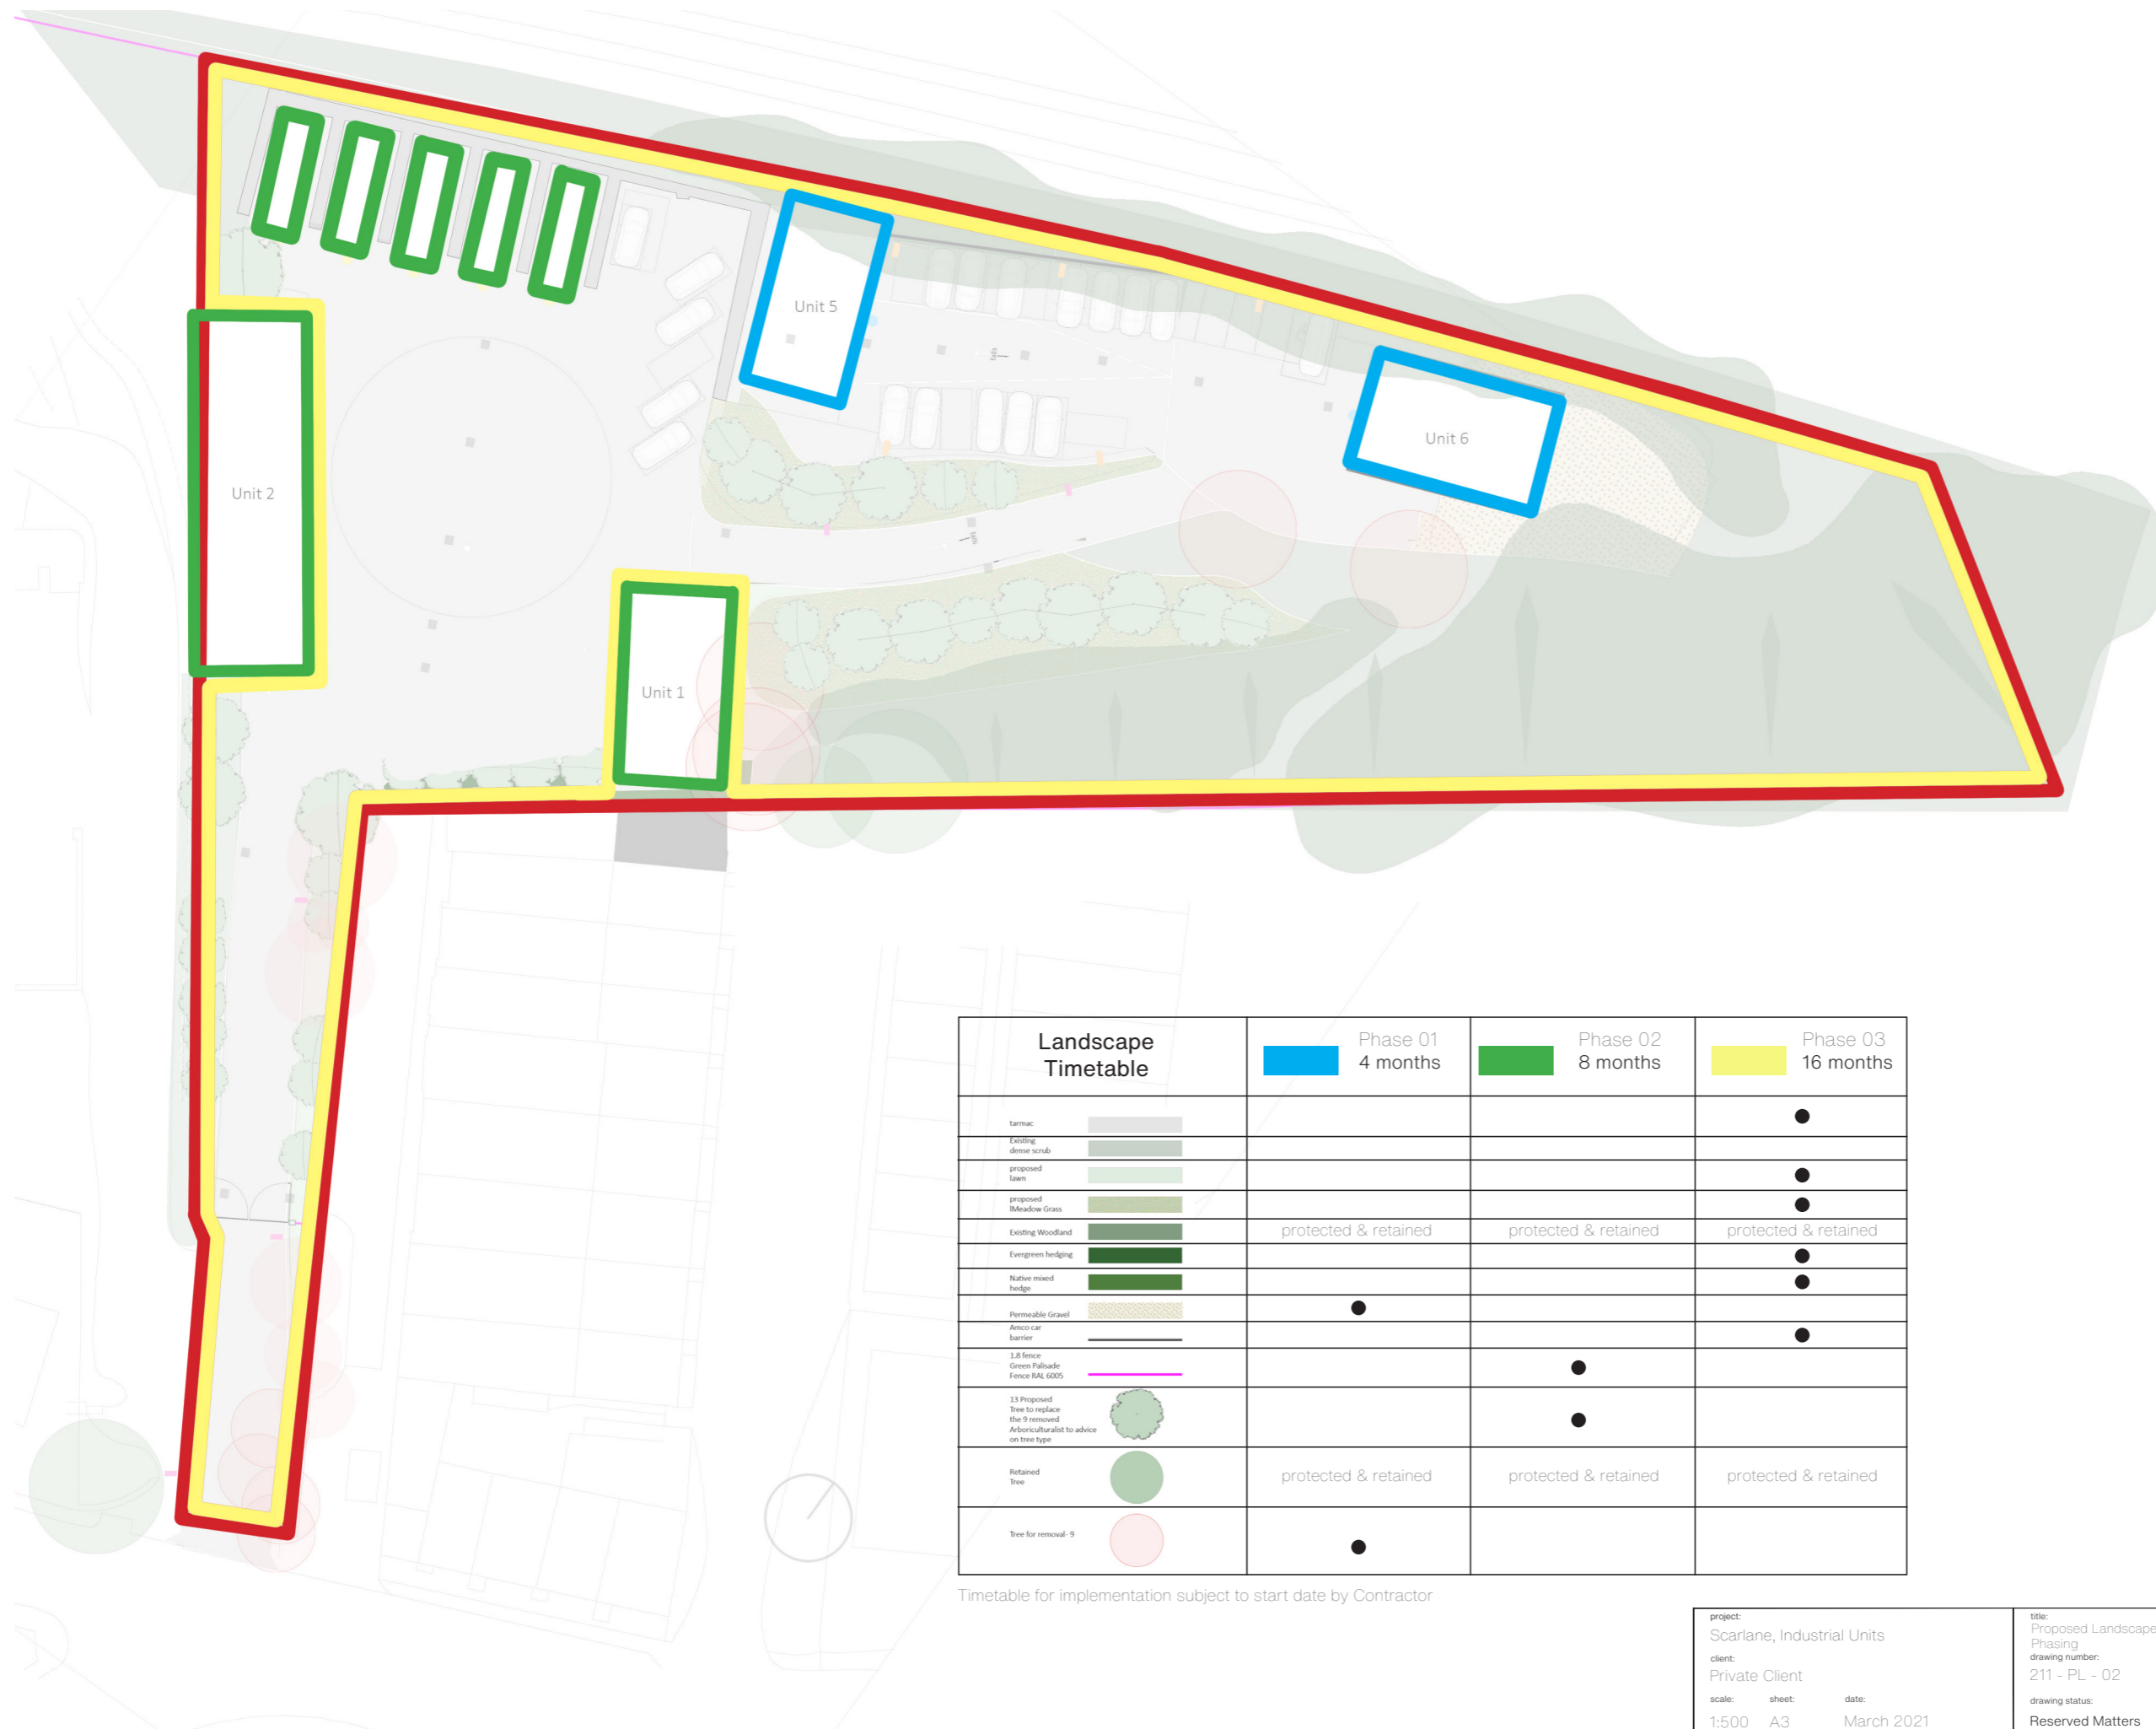 Unit 5
Unit 6
Unit 2
Unit 1
falls
falls
Landscape
Timetable
Phase 01
4 months
Phase 02
8 months
Phase 03
16 months
tarmac
Existing
dense scrub
proposed
lawn
proposed
lMeadow Grass
Existing Woodland
protected & retained
protected & retained
protected & retained
Evergreen hedging
Native mixed
hedge
Permeable Gravel
Amco car
barrier
1.8 fence
Green Palisade
Fence RAL 6005
13 Proposed
Tree to replace
the 9 removed
Arboriculturalist to advice
on tree type
Retained
Tree
protected & retained
protected & retained
protected & retained
Tree for removal- 9
Timetable for implementation subject to start date by Contractor
project:
Scarlane, Industrial Units
client:
Private Client
scale: sheet: date:
1:500 A3 March 2021
title:
Proposed Landscape
Phasing
drawing number:
211 - PL - 02
drawing status:
Reserved Matters